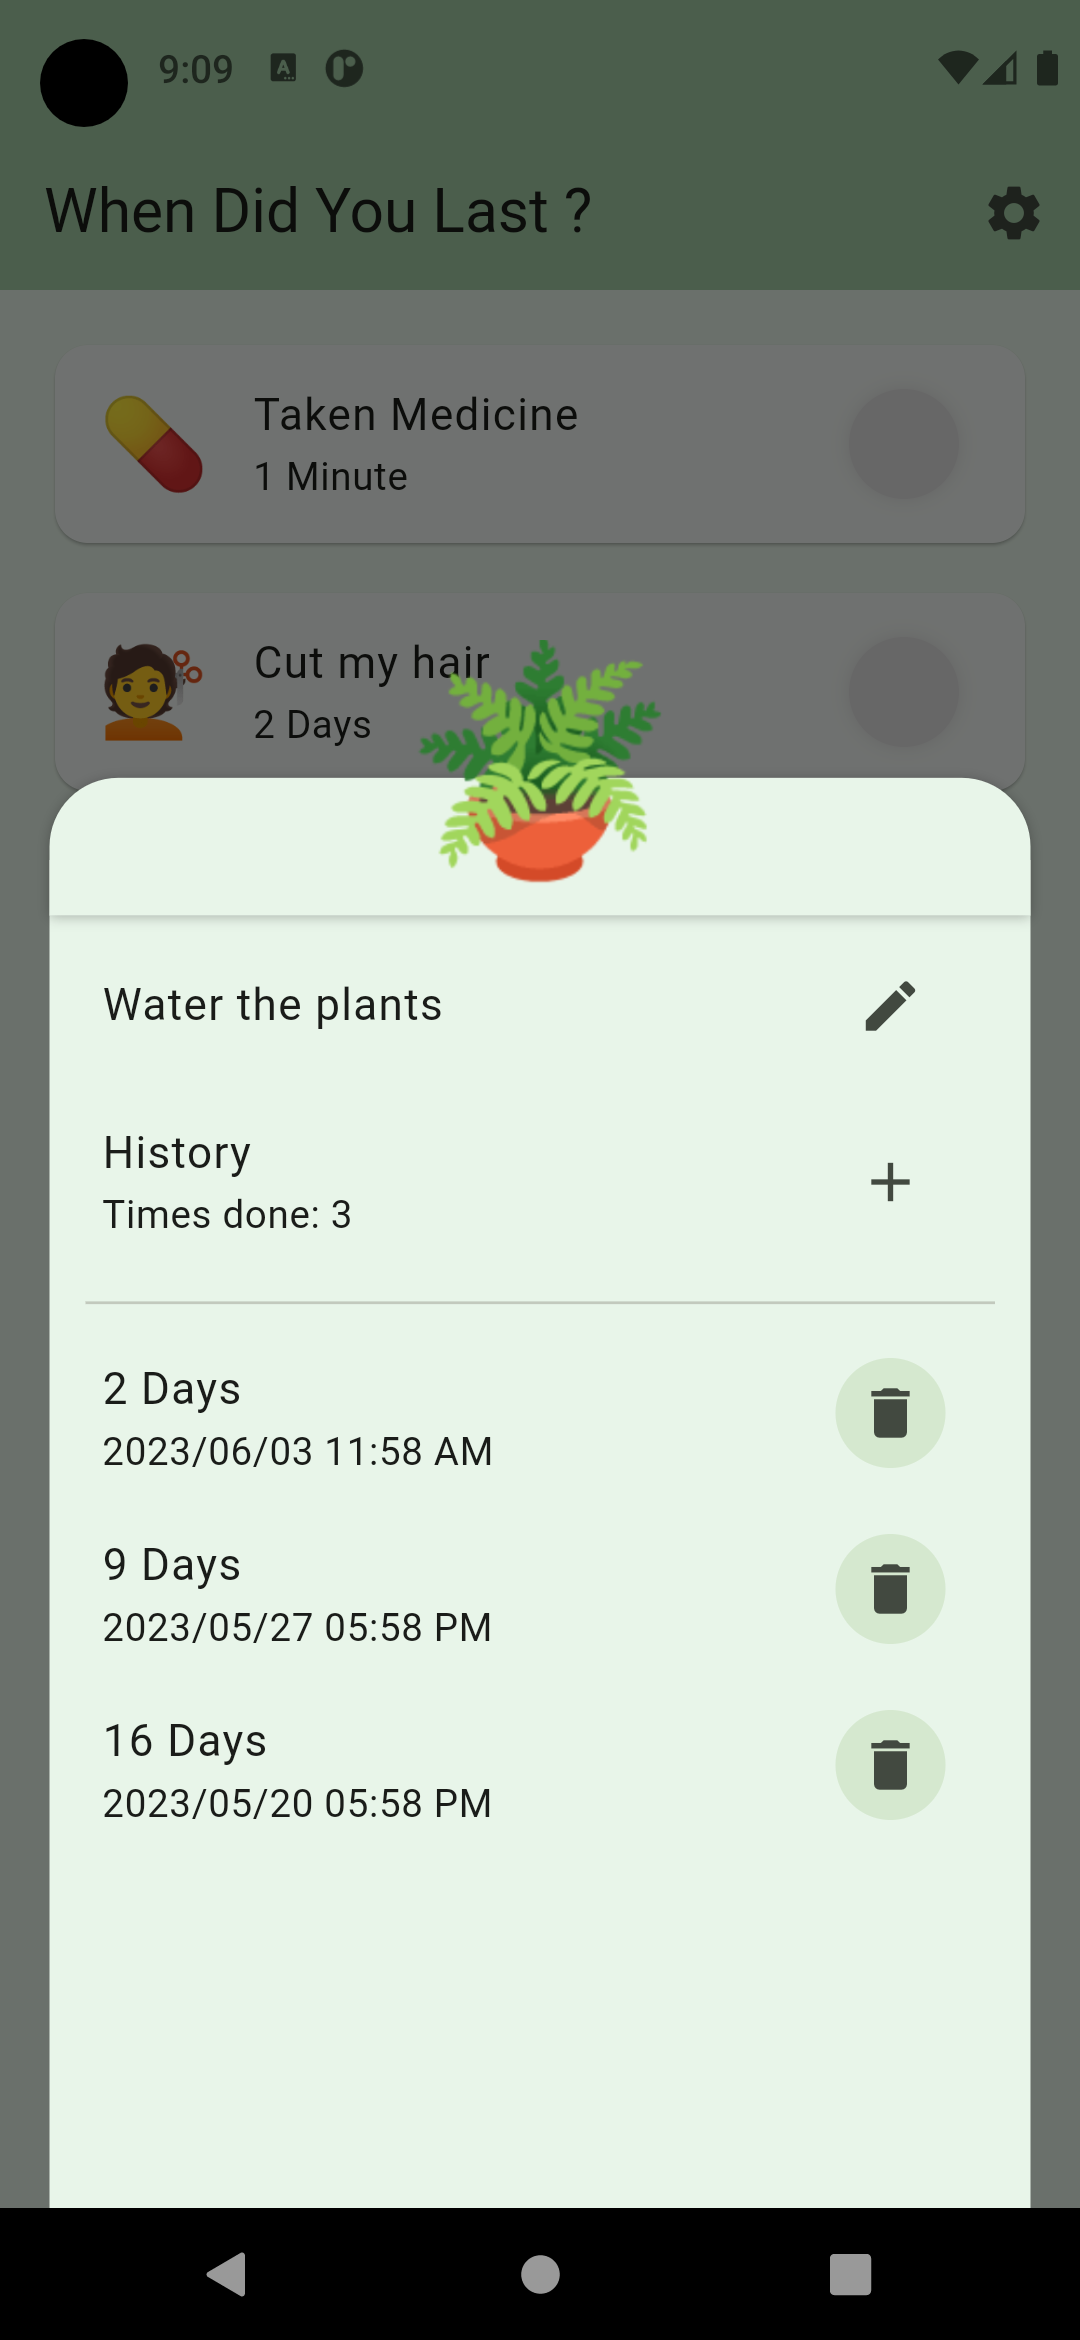 9:09
When Did You Last ?
Taken Medicine
1 Minute
Cut my hair
2 Days
Water the plants
History
Times done: 3
2 Days
2023/06/03 11:58 AM
9 Days
2023/05/27 05:58 PM
16 Days
2023/05/20 05:58 PM